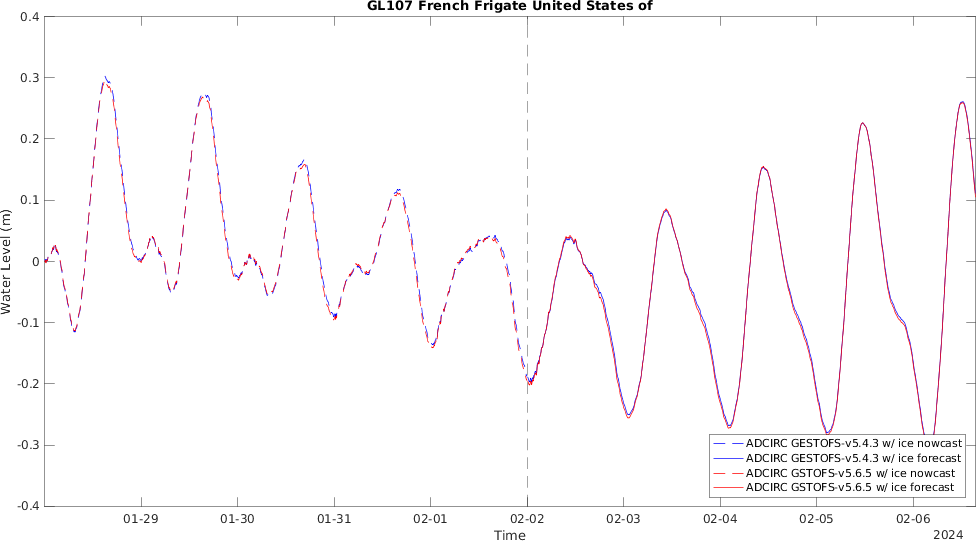 GL107 French Frigate United States of
Water Level (m)
0.4
0.3
0.2
0.1
0
-0.1
-0.2
-0.3
-0.4
01-29
01-30
01-31
02-01
02-02
02-03
02-04
02-05
02-06
Time
2024
ADCIRC GESTOFS-v5.4.3 w/ ice nowcast
ADCIRC GESTOFS-v5.4.3 w/ ice forecast
ADCIRC GSTOFS-v5.6.5 w/ ice nowcast
ADCIRC GSTOFS-v5.6.5 w/ ice forecast